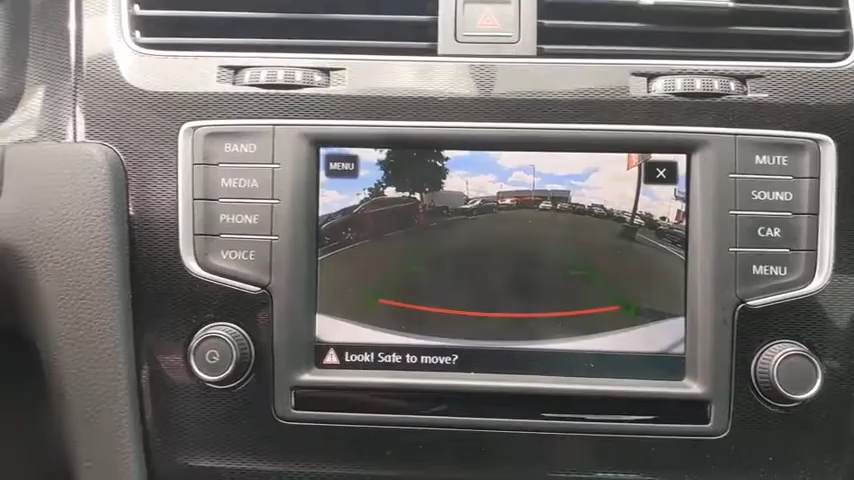 BAND
MEDIA
PHONE
VOICE
MENU
MUTE
SOUND
CAR
MENU
Look! Safe to move?